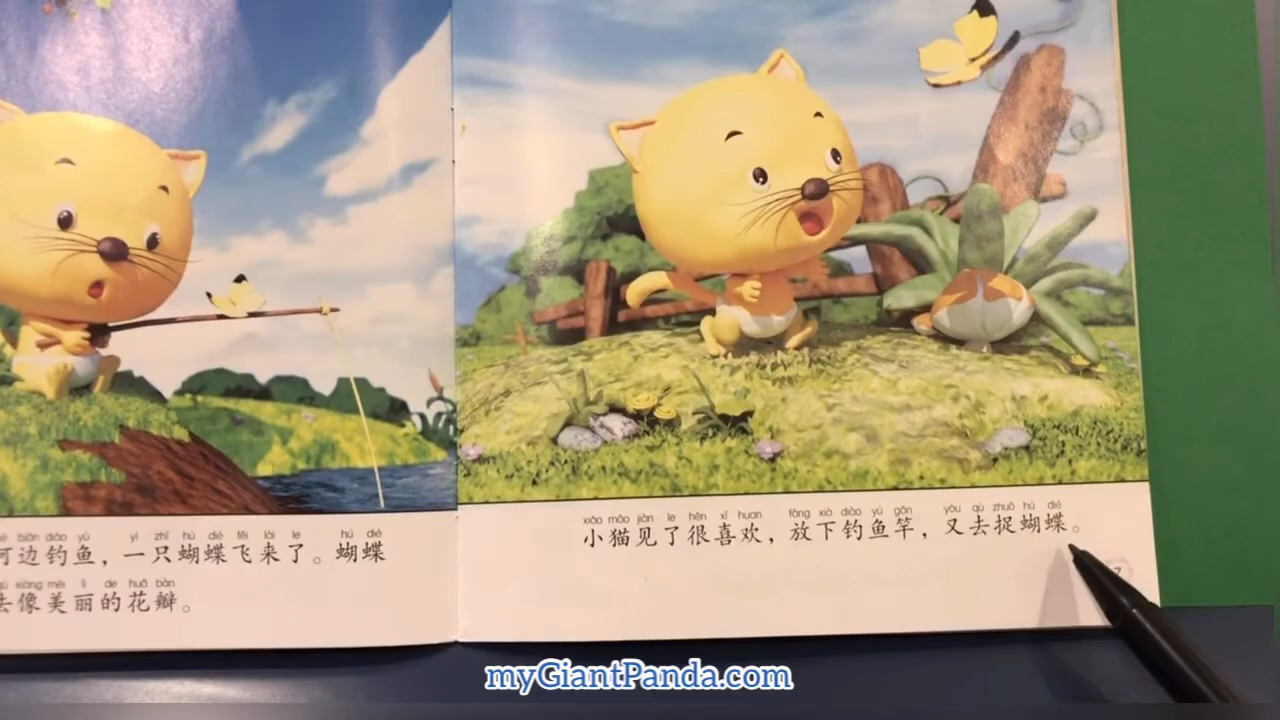 biān diào yú yì zhī hú dié fēi lái le hú dié
河边钓鱼，一只蝴蝶飞来了。蝴蝶
qù xiàng měi lì de huā bàn
去像美丽的花瓣。
xiǎo māo jiàn le hěn xǐ huan fàng xià diào yú gān yòu qù zhuō hú dié
小猫见了很喜欢，放下钓鱼竿，又去捉蝴蝶。
7
myGiantPanda.com